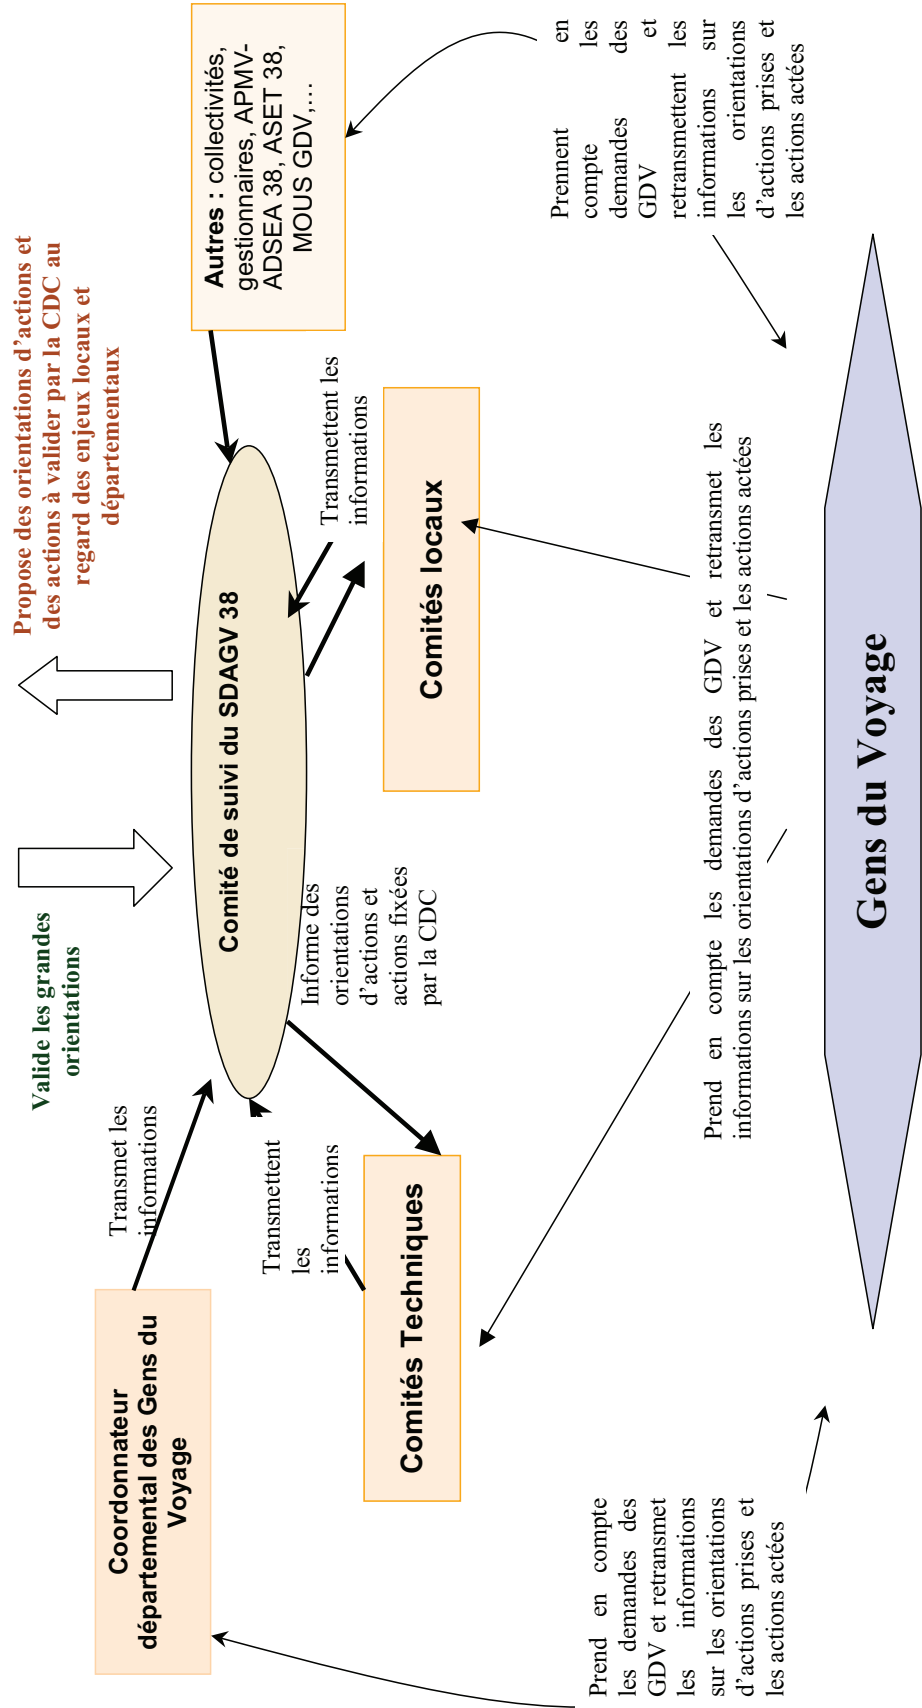 Valide les grandes
orientations
Propose des orientations d’actions et
des actions à valider par la CDC au
regard des enjeux locaux et
départementaux
Coordonnateur
départemental des Gens du
Voyage
Transmet les
informations
Comité de suivi du SDAGV 38
Autres : collectivités,
gestionnaires, APMV-
ADSEA 38, ASET 38,
MOUS GDV,…
Transmettent
les
informations
Informe des
orientations
d’actions et
actions fixées
par la CDC
Transmettent les
informations
Comités Techniques
Comités locaux
Prend en compte
les demandes des
GDV et retransmet
les informations
sur les orientations
d’actions prises et
les actions actées
Prend en compte les demandes des GDV et retransmet les
informations sur les orientations d’actions prises et les actions actées
Prennent en
compte les
demandes des
GDV et
retransmettent les
informations sur
les orientations
d’actions prises et
les actions actées
Gens du Voyage